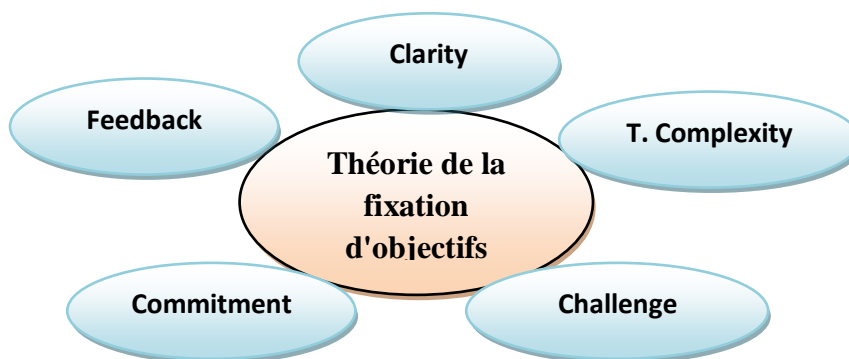 Clarity
Feedback
T. Complexity
Théorie de la
fixation
d'objectifs
Commitment
Challenge